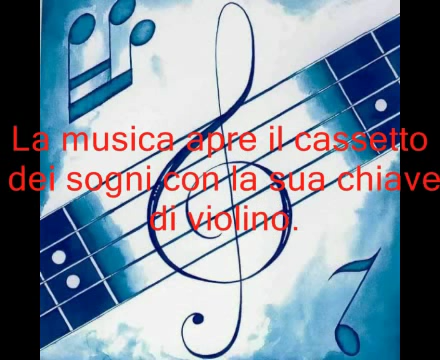 La musica apre il cassetto
dei sogni con la sua chiave
di violino.